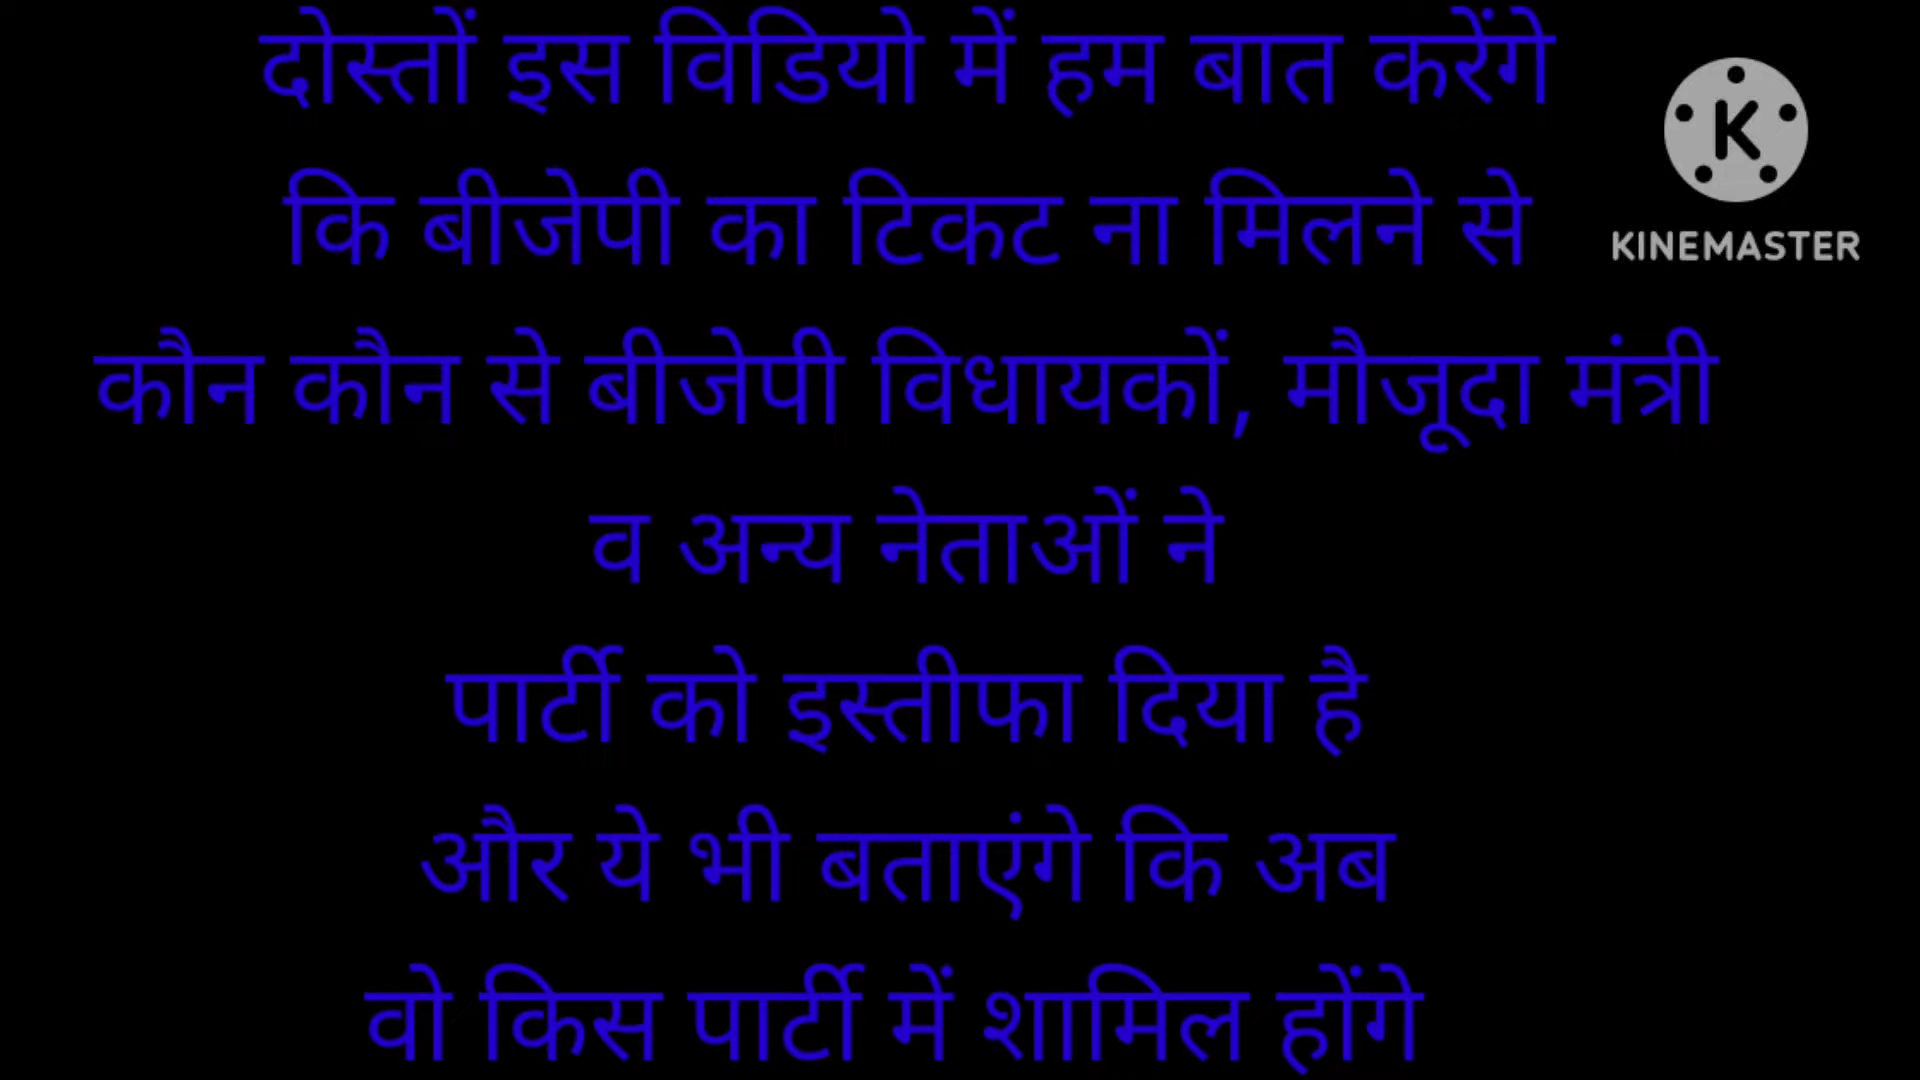 दोस्तों इस विडियो में हम बात करेंगे
कि बीजेपी का टिकट ना मिलने से
कौन कौन से बीजेपी विधायकों, मौजूदा मंत्री
व अन्य नेताओं ने
पार्टी को इस्तीफा दिया है
और ये भी बताएंगे कि अब
वो किस पार्टी में शामिल होंगे
K
KINEMASTER